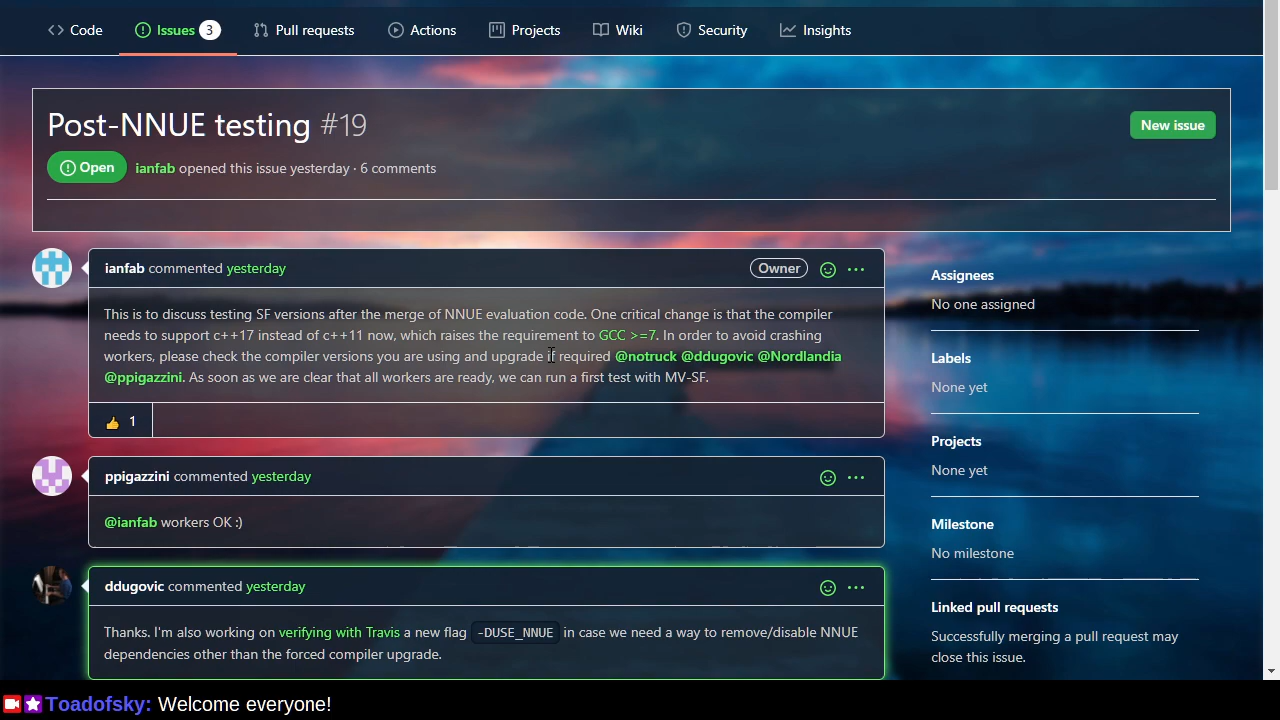 Code Issues 3 Pull requests Actions Projects Wiki Security Insights
Post-NNUE testing #19
New issue
Open ianfab opened this issue yesterday · 6 comments
ianfab commented yesterday
Owner
This is to discuss testing SF versions after the merge of NNUE evaluation code. One critical change is that the compiler
needs to support c++17 instead of c++11 now, which raises the requirement to GCC >=7. In order to avoid crashing
workers, please check the compiler versions you are using and upgrade if required @notruck @ddugovic @Nordlandia
@ppigazzini. As soon as we are clear that all workers are ready, we can run a first test with MV-SF.
👍 1
ppigazzini commented yesterday
@ianfab workers OK :)
ddugovic commented yesterday
Thanks. I'm also working on verifying with Travis a new flag -DUSE_NNUE in case we need a way to remove/disable NNUE
dependencies other than the forced compiler upgrade.
Assignees
No one assigned
Labels
None yet
Projects
None yet
Milestone
No milestone
Linked pull requests
Successfully merging a pull request may
close this issue.
Toadofsky: Welcome everyone!